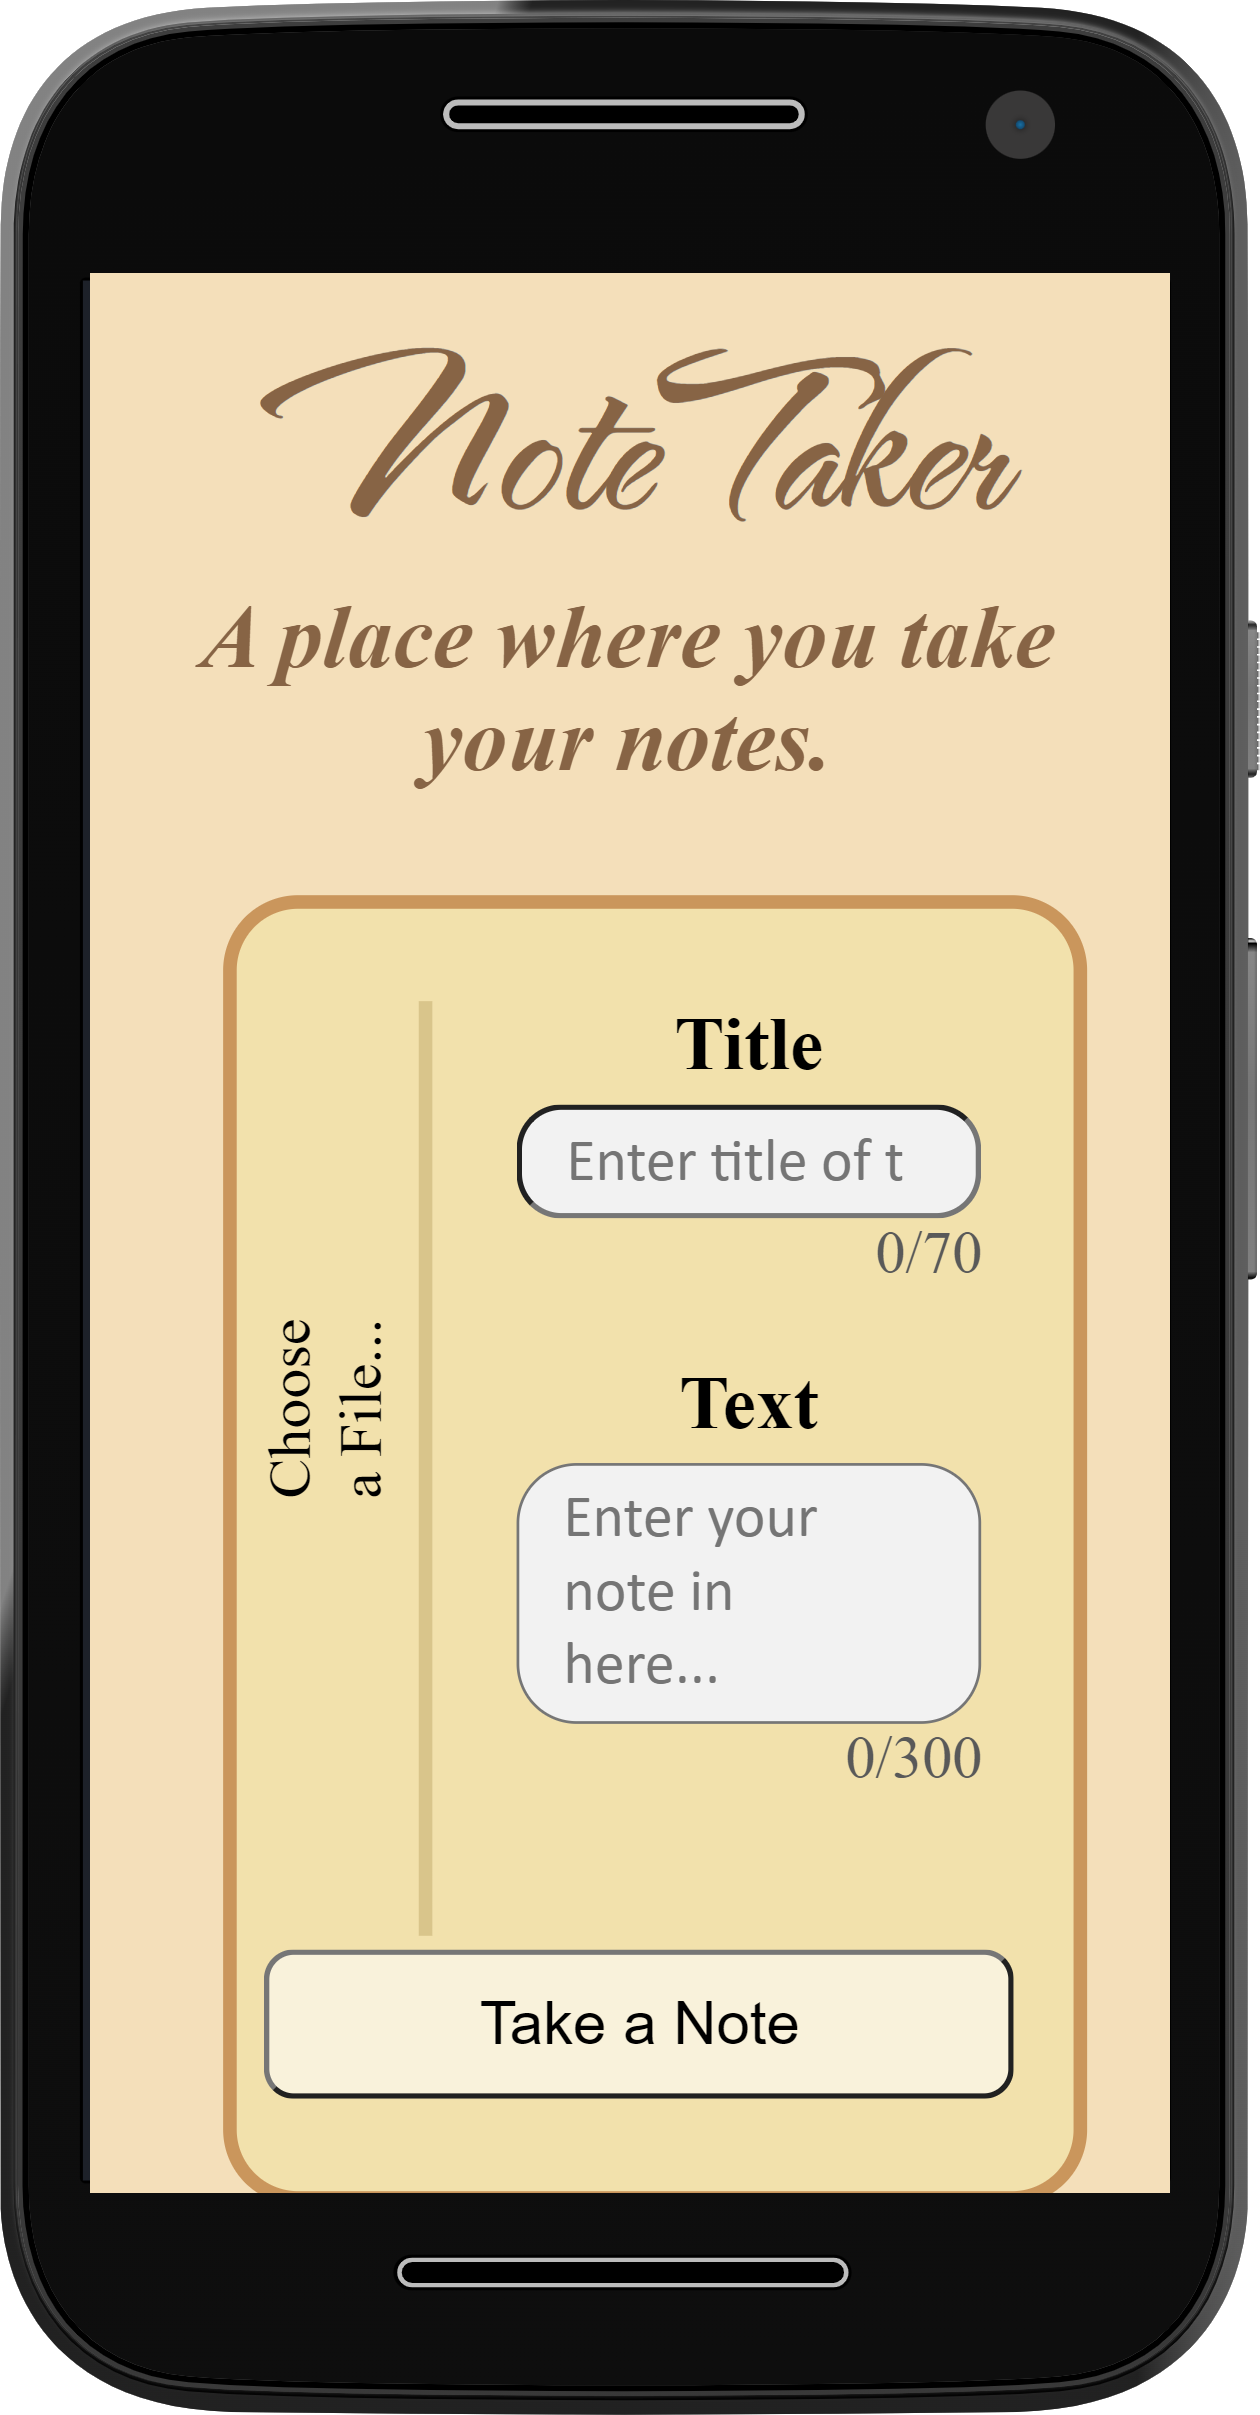 Note Taker
A place where you take
your notes.
Title
Enter title of t
0/70
Choose
a File...
Text
Enter your
note in
here...
0/300
Take a Note